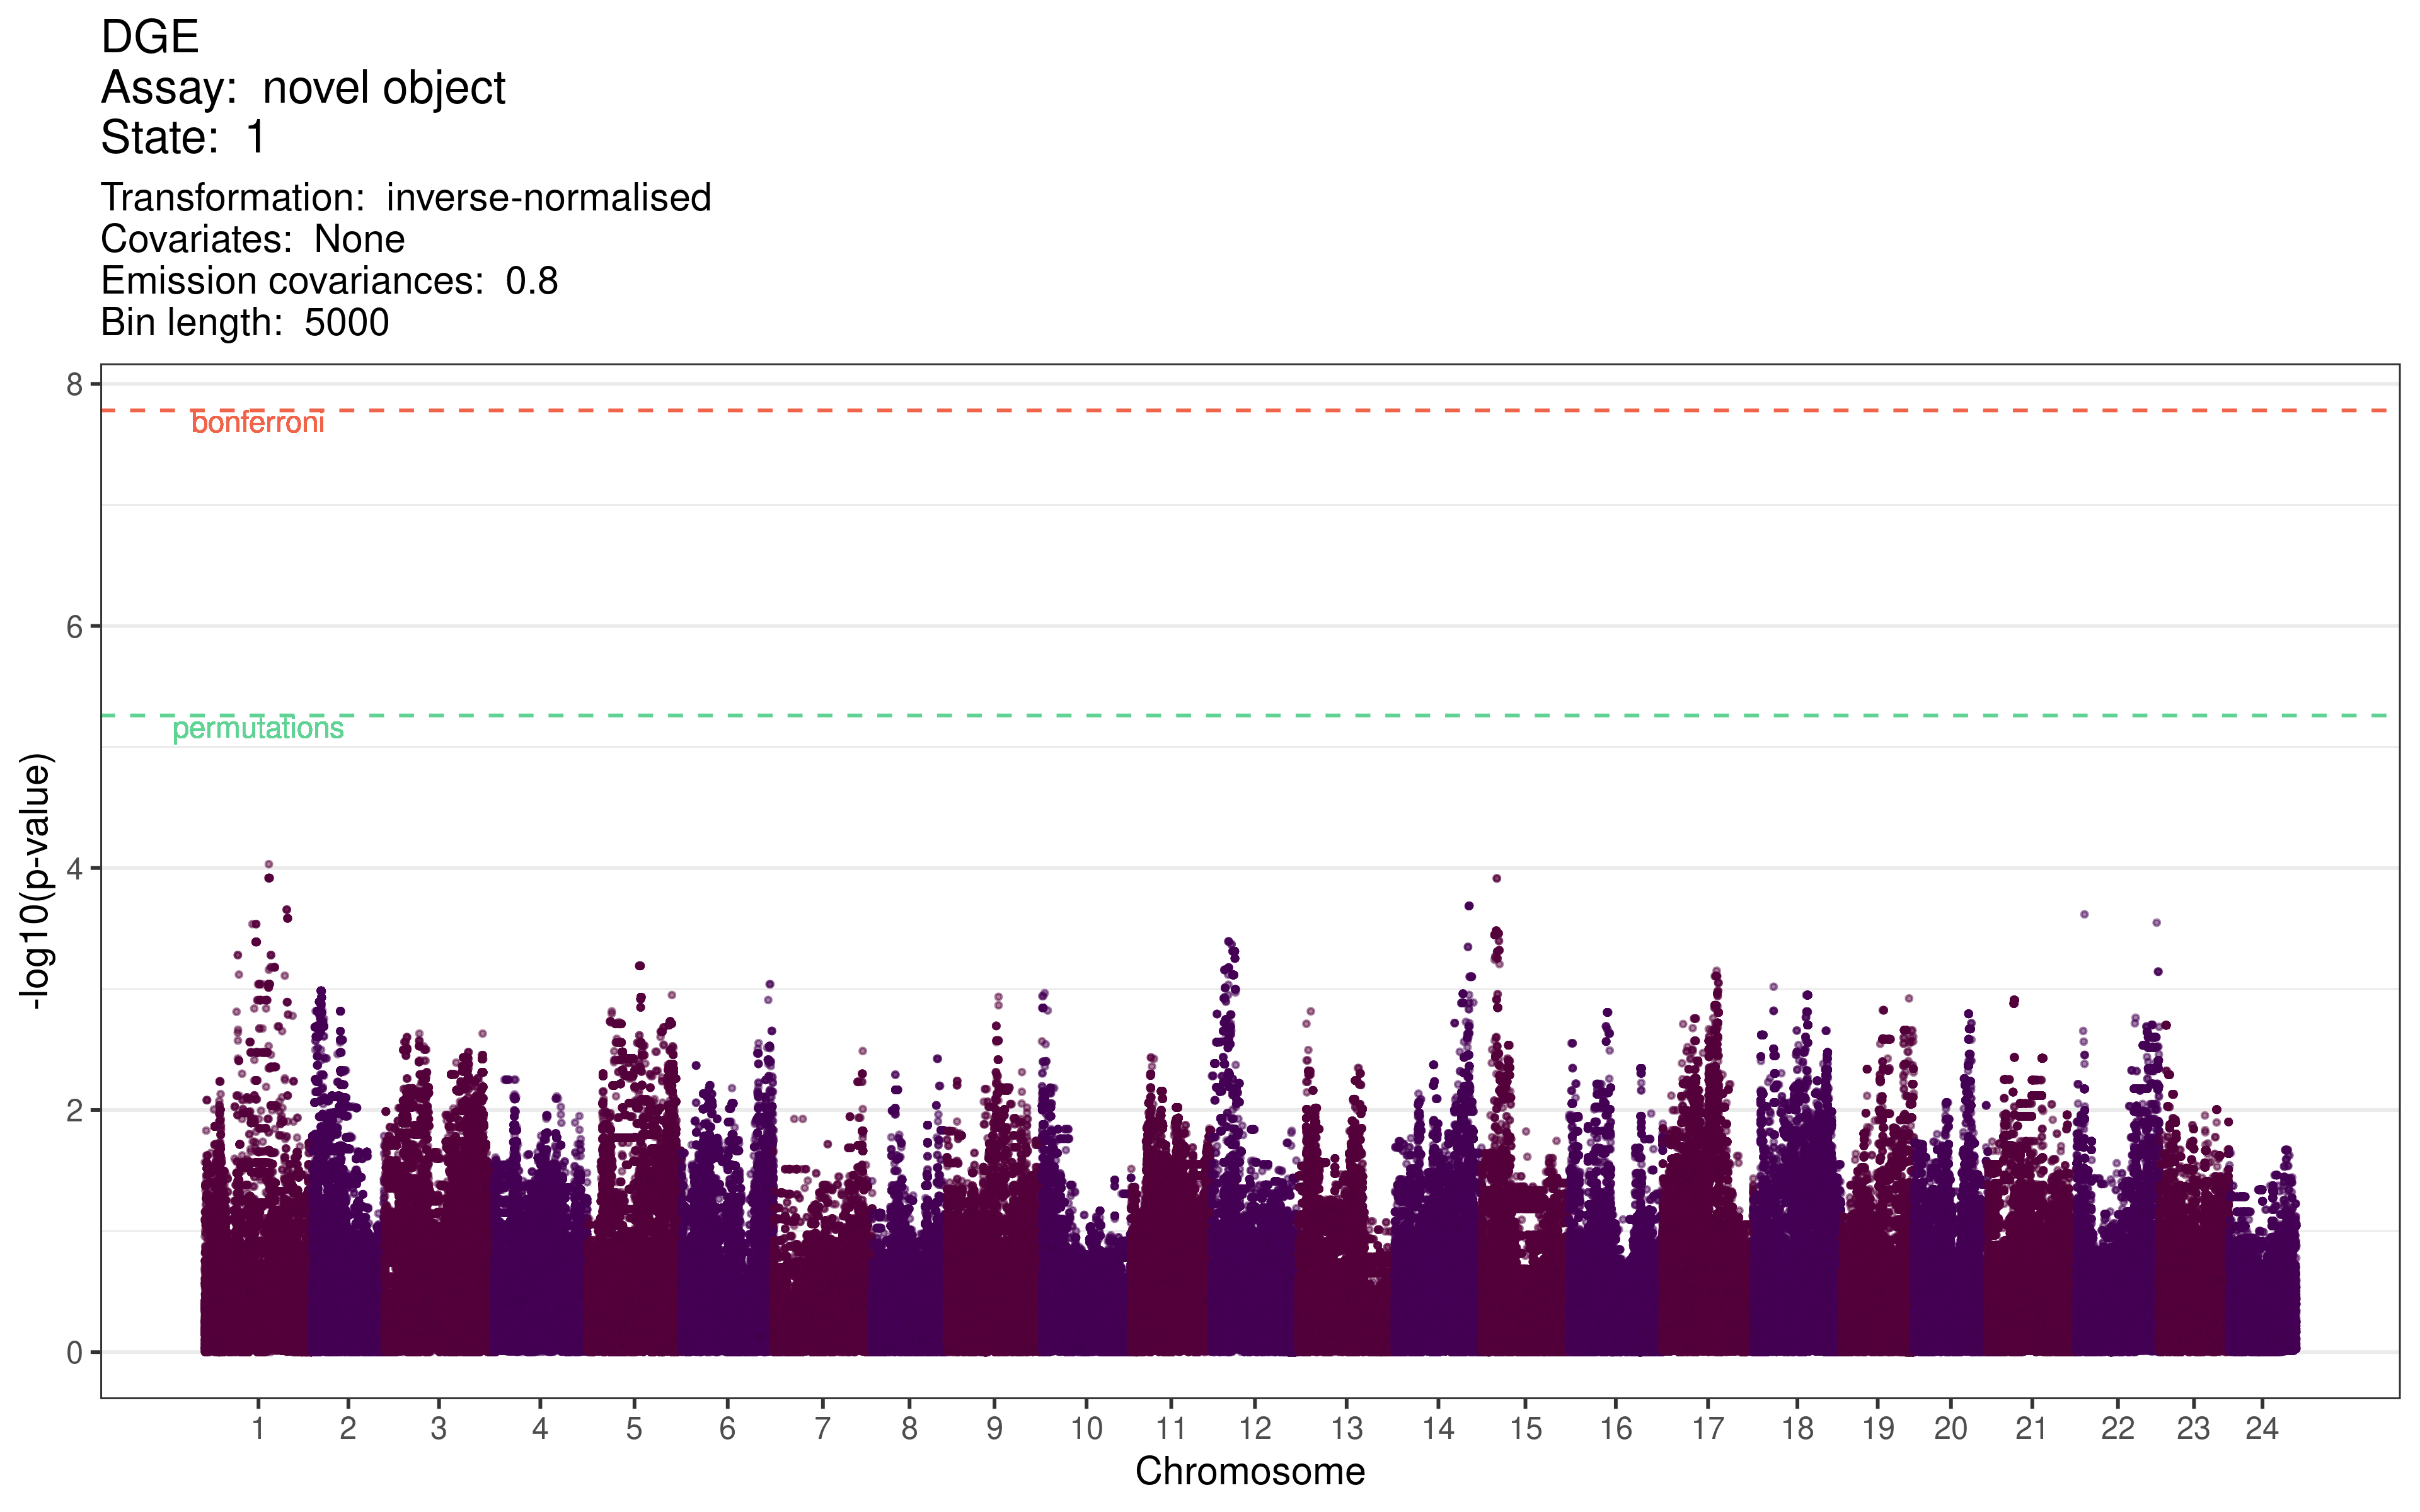 DGE
Assay:  novel object
State:  1
Transformation:  inverse-normalised
Covariates:  None
Emission covariances:  0.8
Bin length:  5000
8
bonferroni
6
permutations
4
2
0
-log10(p-value)
1 2 3 4 5 6 7 8 9 10 11 12 13 14 15 16 17 18 19 20 21 22 23 24
Chromosome